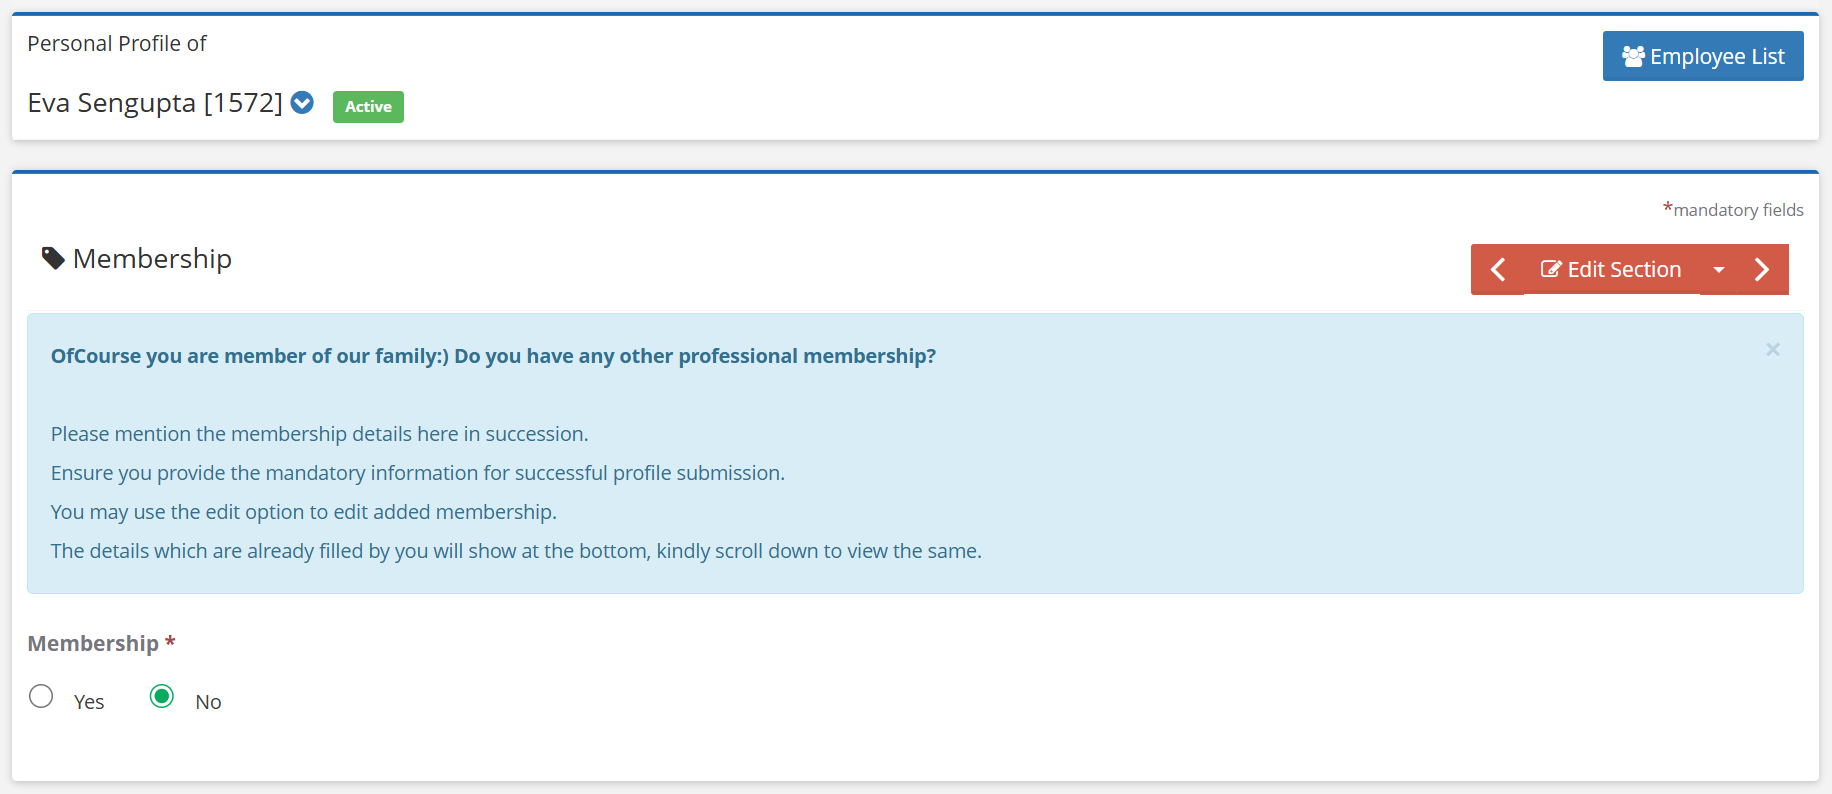 Personal Profile of
Employee List
Eva Sengupta [1572]
Active
*mandatory fields
Membership
Edit Section
OfCourse you are member of our family:) Do you have any other professional membership?
×
Please mention the membership details here in succession.
Ensure you provide the mandatory information for successful profile submission.
You may use the edit option to edit added membership.
The details which are already filled by you will show at the bottom, kindly scroll down to view the same.
Membership *
Yes
No